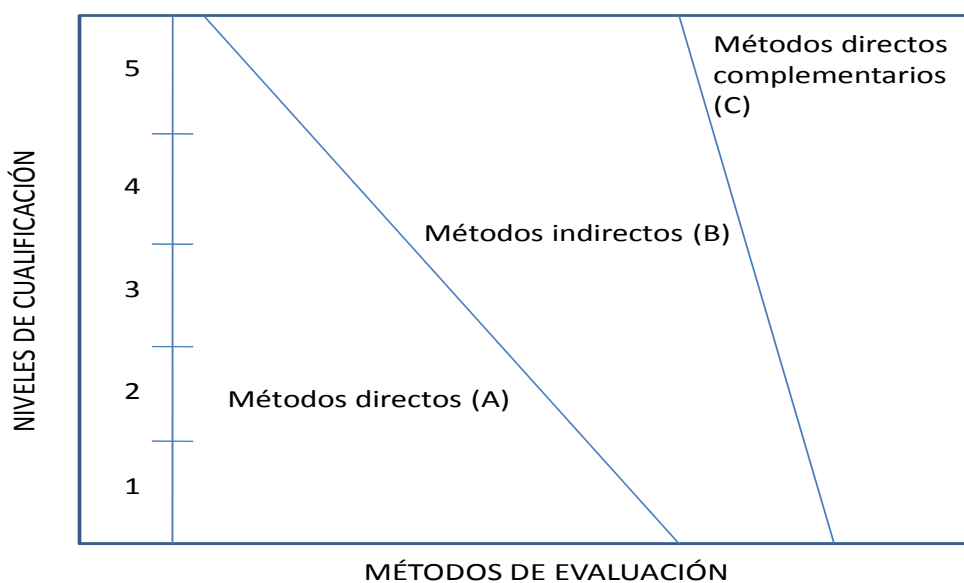 NIVELES DE CUALIFICACIÓN
5
4
3
2
1
Métodos directos
complementarios
(C)
Métodos indirectos (B)
Métodos directos (A)
MÉTODOS DE EVALUACIÓN